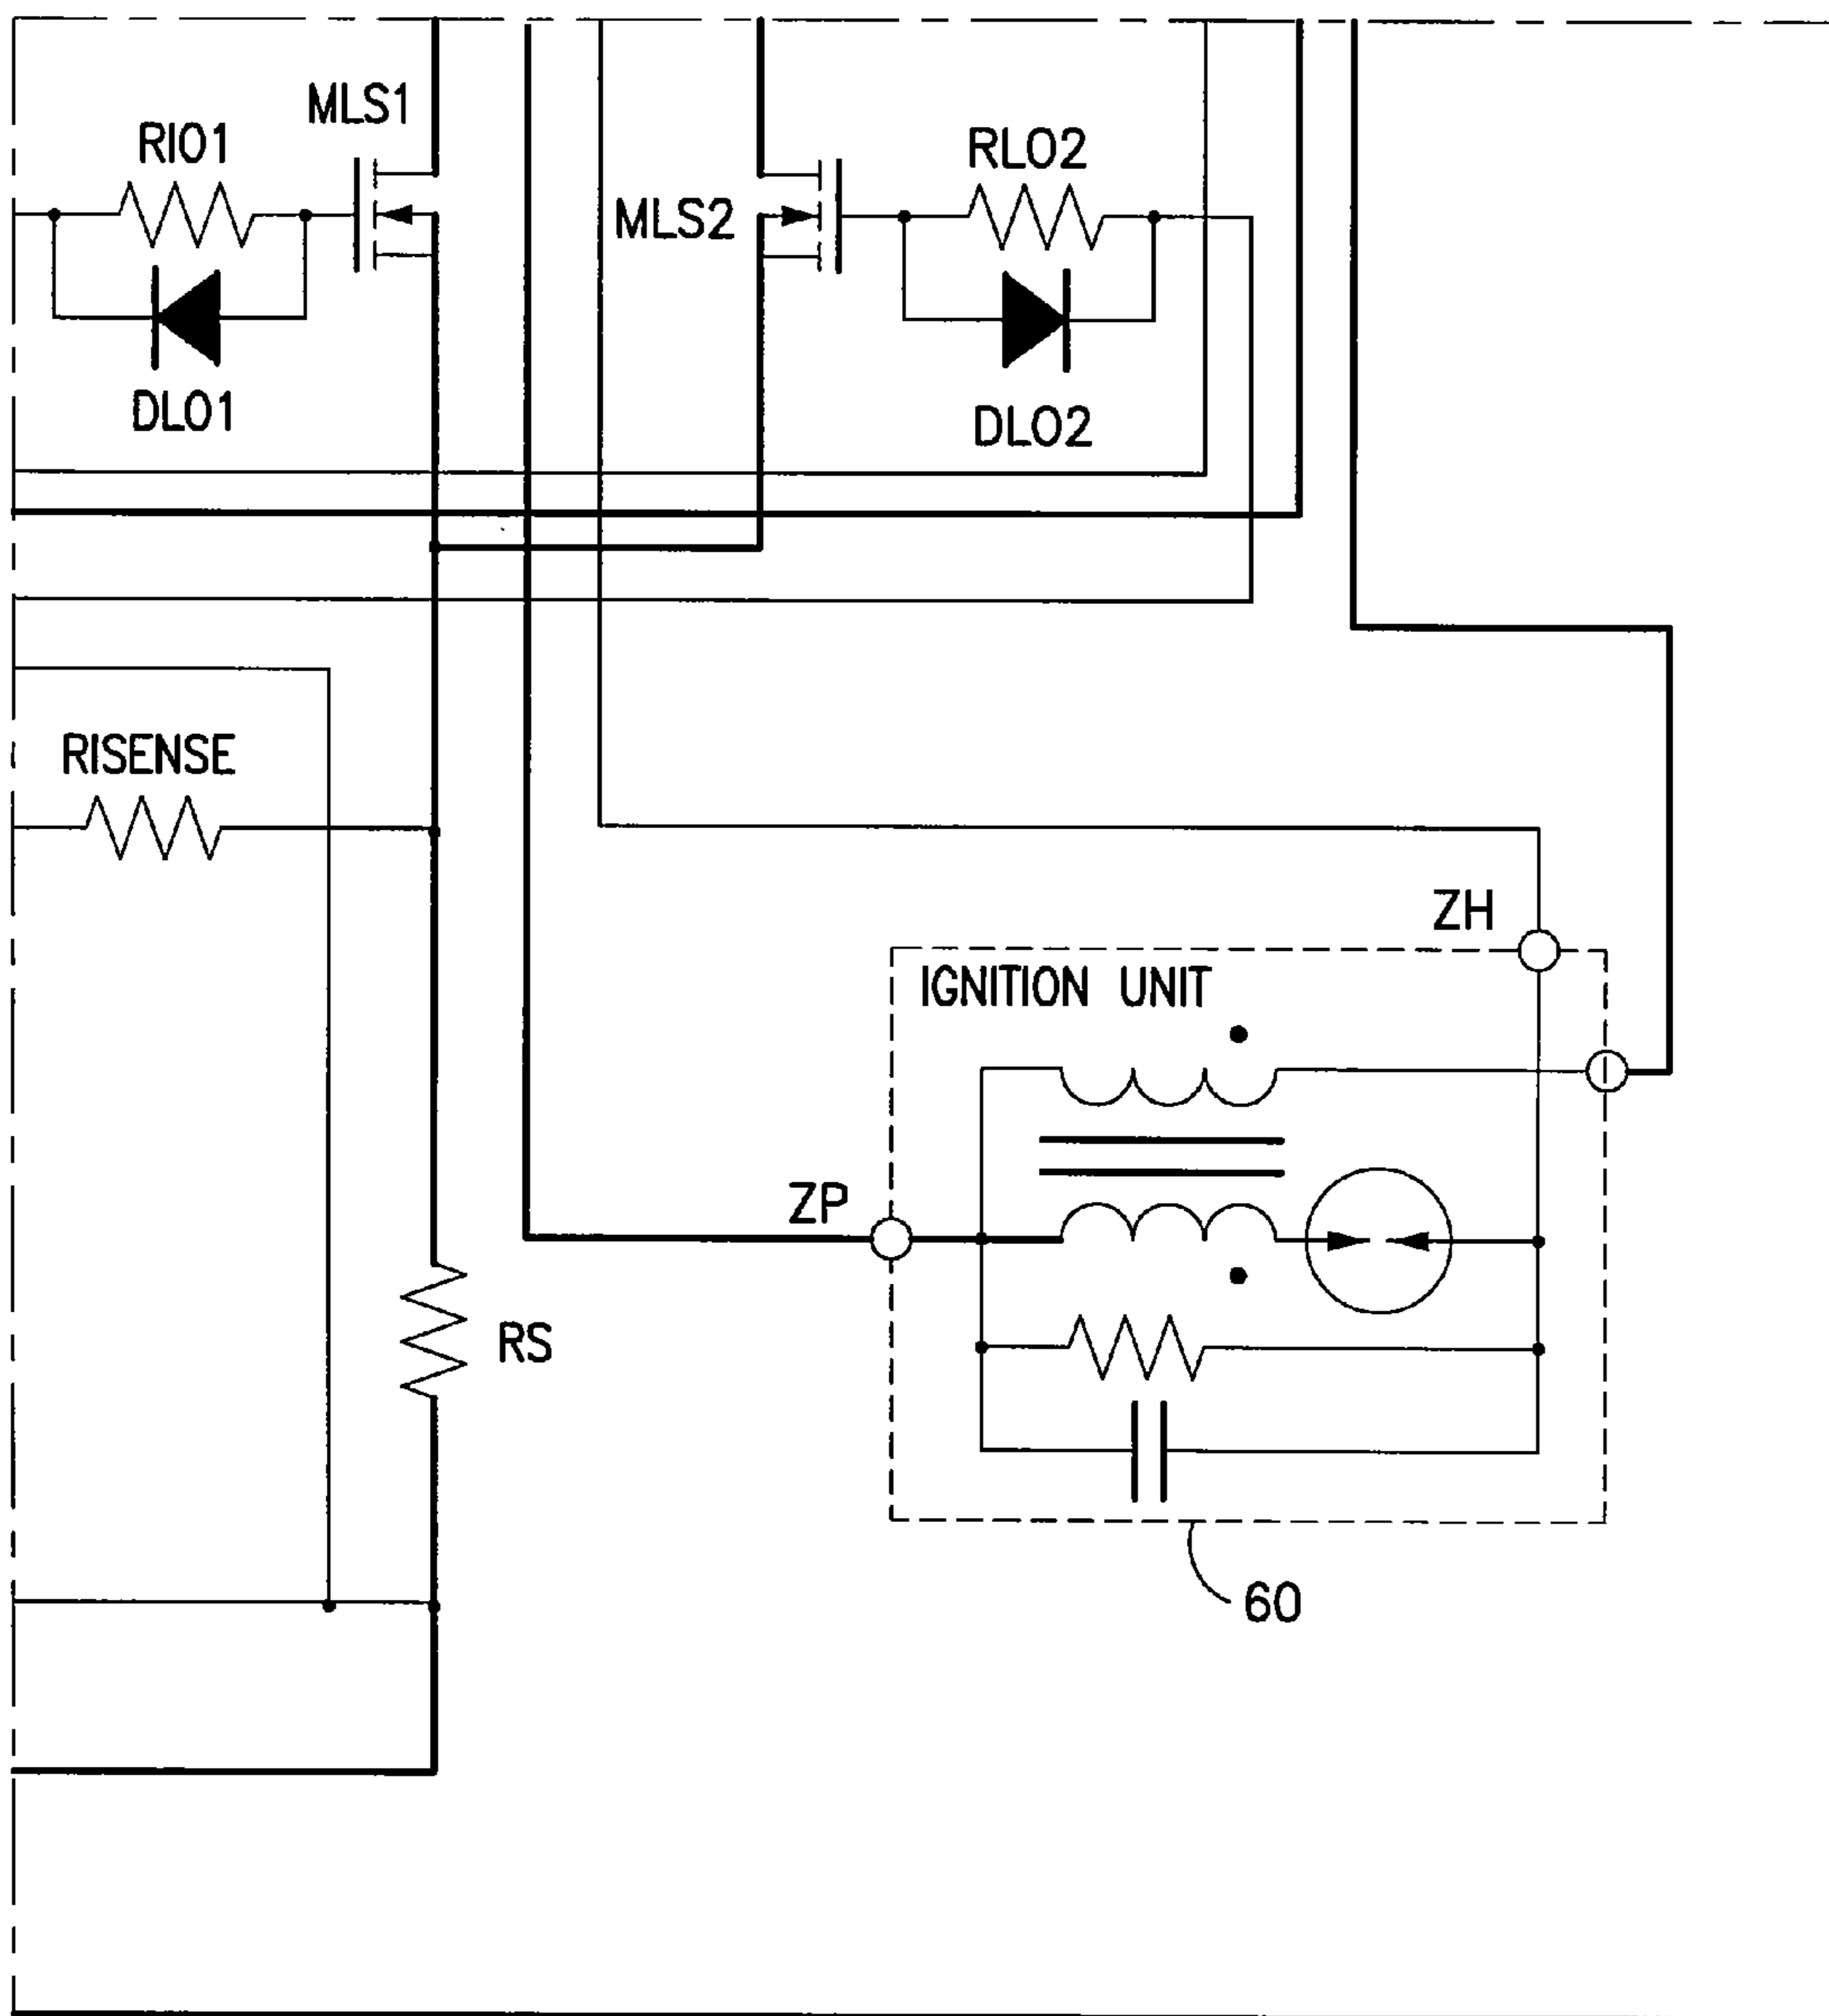 MLS1
RIO1
RLO2
MLS2
DLO1
DLO2
RISENSE
ZH
IGNITION UNIT
ZP
RS
60